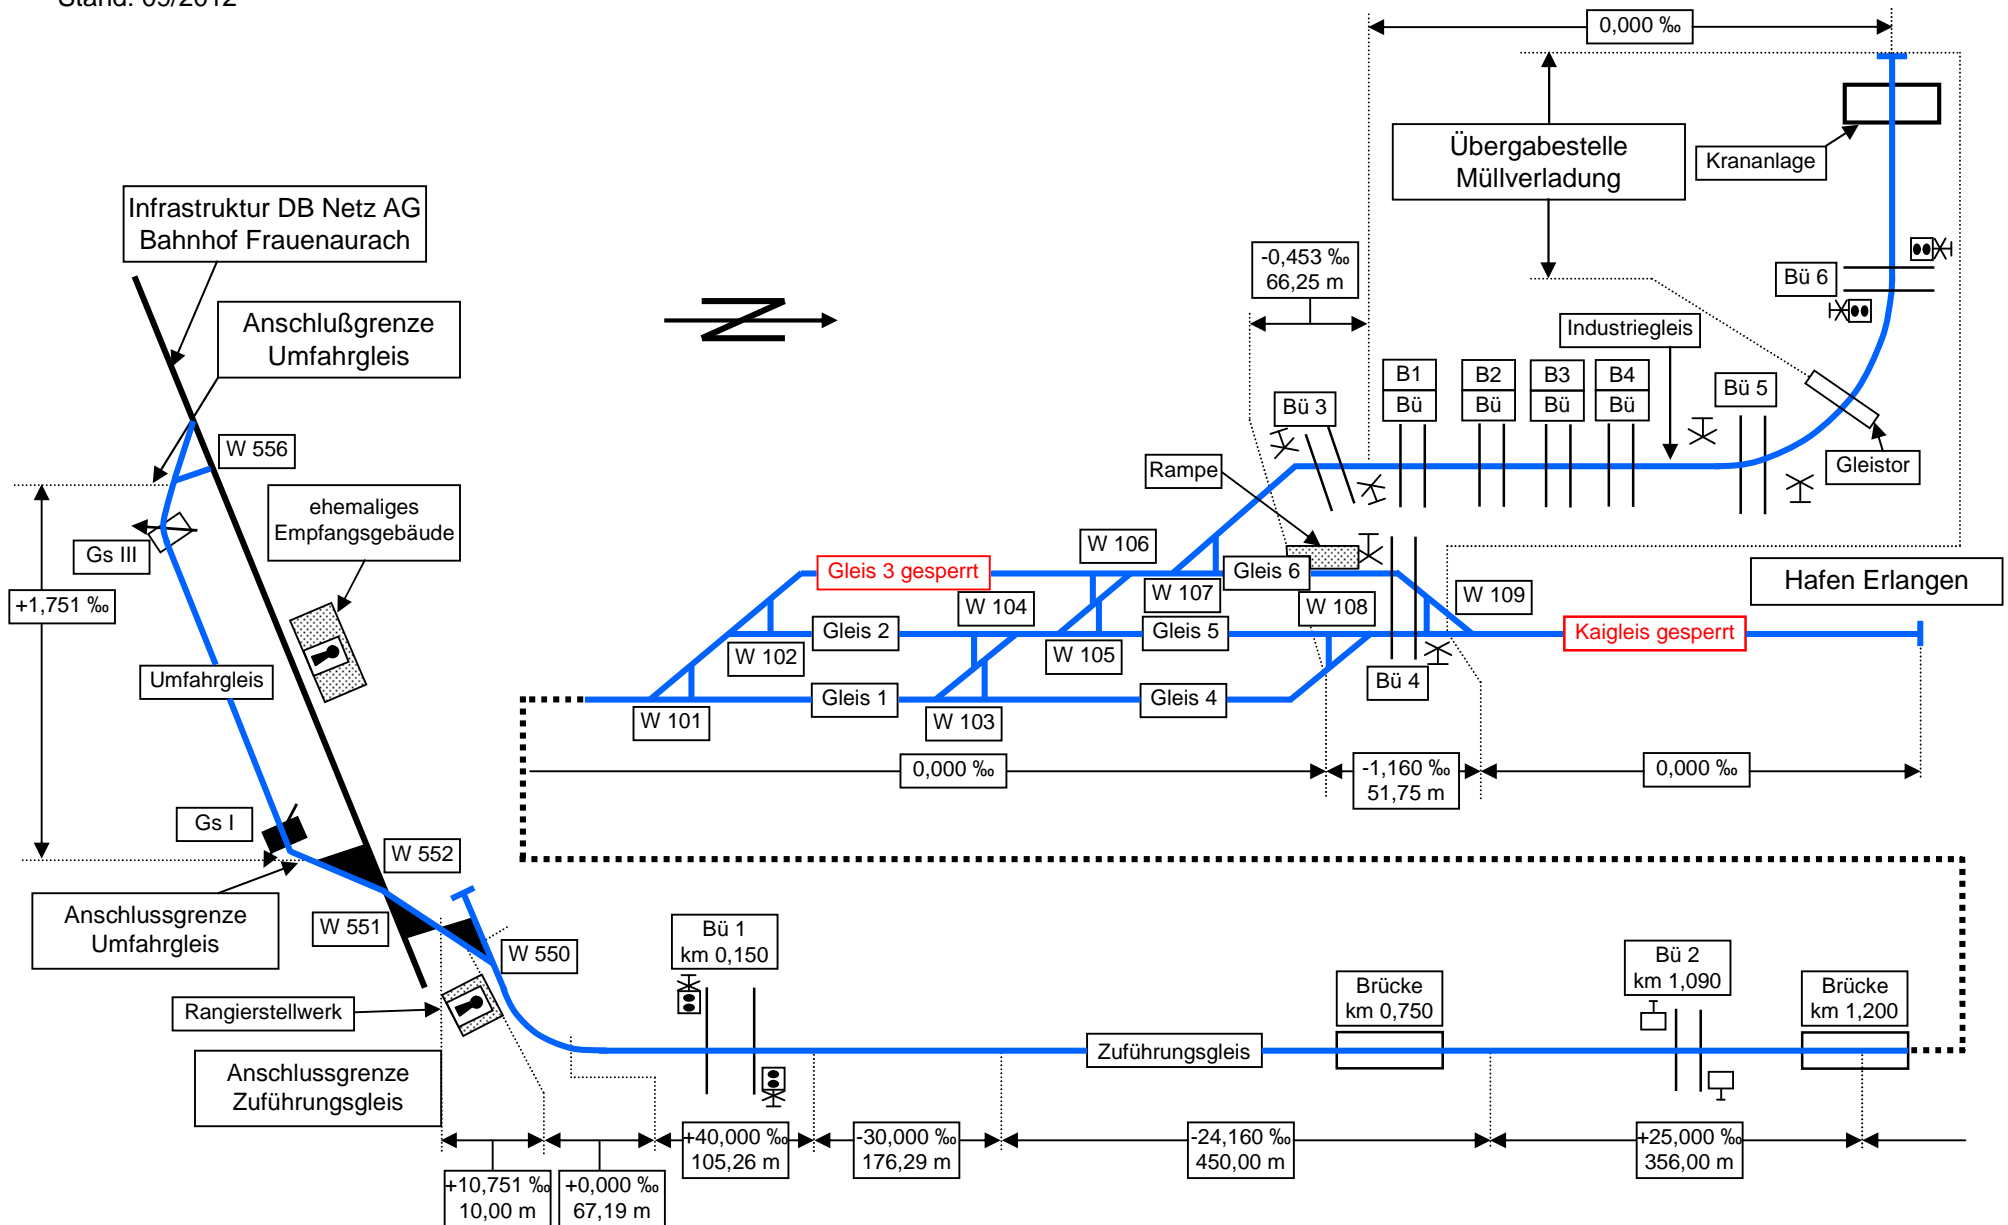 Stand: 09/2012
0,000 ‰
Übergabestelle
Müllverladung
Krananlage
Infrastruktur DB Netz AG
Bahnhof Frauenaurach
-0,453 ‰
66,25 m
Bü 6
Anschlußgrenze
Umfahrgleis
Industriegleis
B1
Bü
B2
Bü
B3
Bü
B4
Bü
Bü 5
Bü 3
W 556
Rampe
Gleistor
ehemaliges
Empfangsgebäude
Gs III
W 106
Gleis 3 gesperrt
Gleis 6
Hafen Erlangen
+1,751 ‰
W 104
W 107
W 108
W 109
Gleis 2
Gleis 5
Kaigleis gesperrt
W 102
W 105
Umfahrgleis
Bü 4
Gleis 1
Gleis 4
W 101
W 103
0,000 ‰
-1,160 ‰
51,75 m
0,000 ‰
Gs I
W 552
Anschlussgrenze
Umfahrgleis
W 551
W 550
Bü 1
km 0,150
Bü 2
km 1,090
Rangierstellwerk
Brücke
km 0,750
Brücke
km 1,200
Zuführungsgleis
Anschlussgrenze
Zuführungsgleis
+40,000 ‰
105,26 m
-30,000 ‰
176,29 m
-24,160 ‰
450,00 m
+25,000 ‰
356,00 m
+10,751 ‰
10,00 m
+0,000 ‰
67,19 m